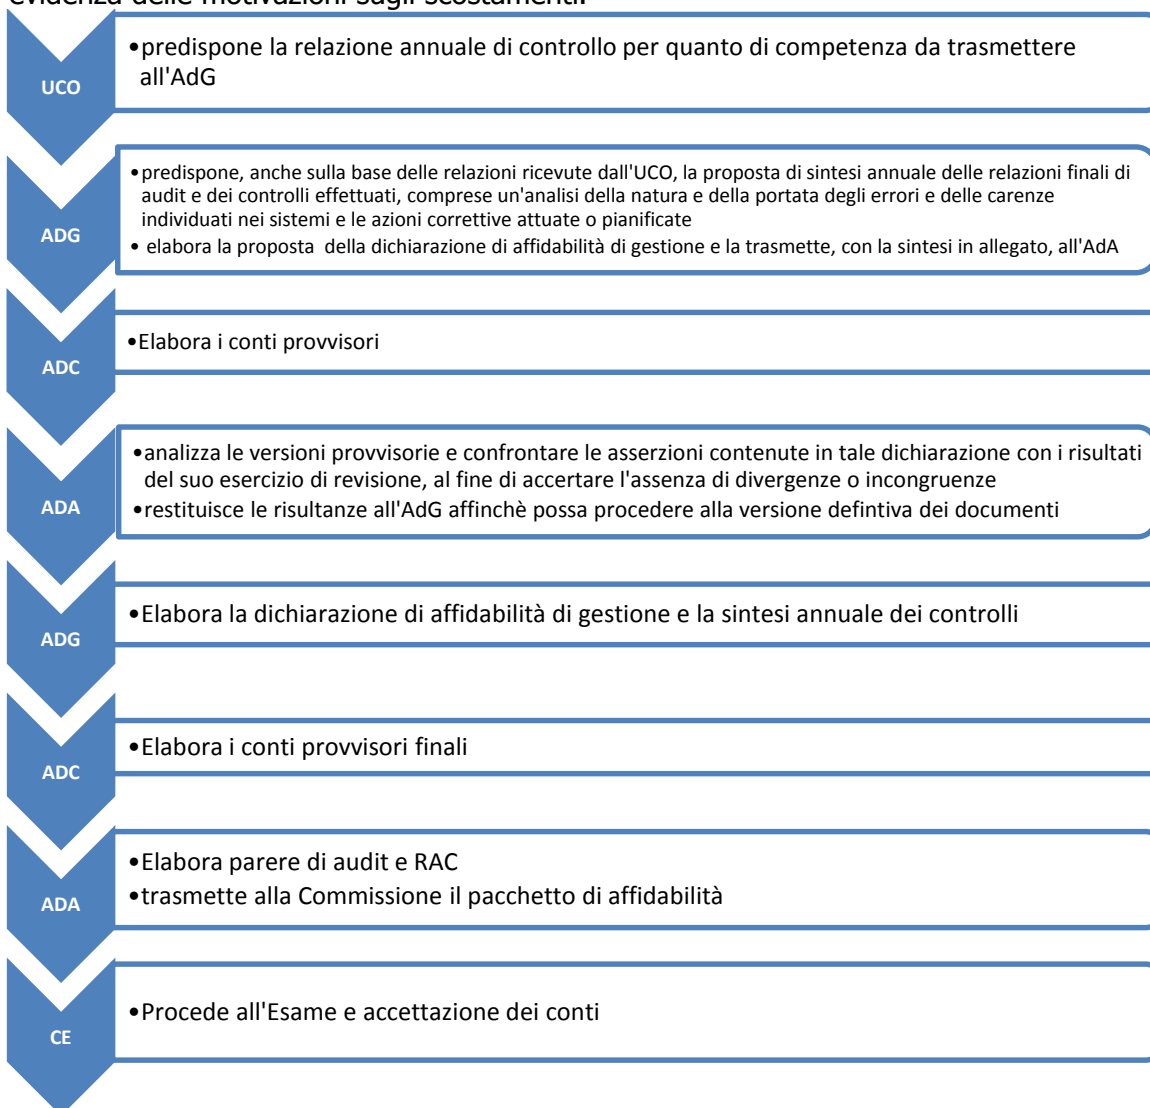 evidenza delle motivazioni sugli scostamenti.
UCO
•predispone la relazione annuale di controllo per quanto di competenza da trasmettere
all'AdG
ADG
•predispone, anche sulla base delle relazioni ricevute dall'UCO, la proposta di sintesi annuale delle relazioni finali di
audit e dei controlli effettuati, comprese un'analisi della natura e della portata degli errori e delle carenze
individuati nei sistemi e le azioni correttive attuate o pianificate
• elabora la proposta della dichiarazione di affidabilità di gestione e la trasmette, con la sintesi in allegato, all'AdA
ADC
•Elabora i conti provvisori
ADA
•analizza le versioni provvisorie e confrontare le asserzioni contenute in tale dichiarazione con i risultati
del suo esercizio di revisione, al fine di accertare l'assenza di divergenze o incongruenze
•restituisce le risultanze all'AdG affinchè possa procedere alla versione defintiva dei documenti
ADG
•Elabora la dichiarazione di affidabilità di gestione e la sintesi annuale dei controlli
ADC
•Elabora i conti provvisori finali
ADA
•Elabora parere di audit e RAC
•trasmette alla Commissione il pacchetto di affidabilità
CE
•Procede all'Esame e accettazione dei conti